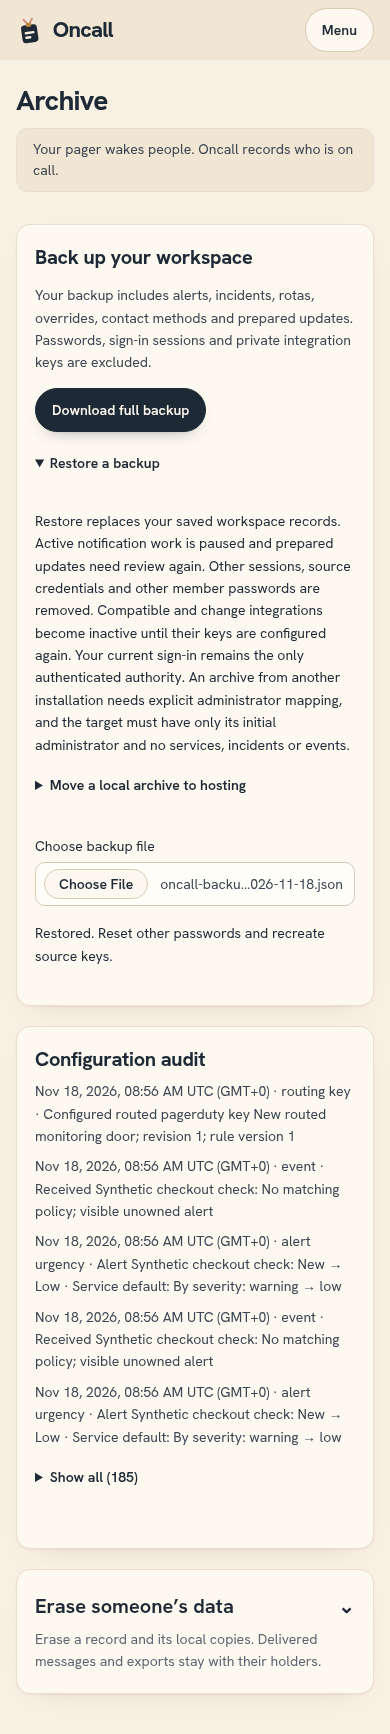 Oncall
Menu
Archive
Your pager wakes people. Oncall records who is on
call.
Back up your workspace
Your backup includes alerts, incidents, rotas,
overrides, contact methods and prepared updates.
Passwords, sign-in sessions and private integration
keys are excluded.
Download full backup
▼ Restore a backup
Restore replaces your saved workspace records.
Active notification work is paused and prepared
updates need review again. Other sessions, source
credentials and other member passwords are
removed. Compatible and change integrations
become inactive until their keys are configured
again. Your current sign-in remains the only
authenticated authority. An archive from another
installation needs explicit administrator mapping,
and the target must have only its initial
administrator and no services, incidents or events.
▶ Move a local archive to hosting
Choose backup file
Choose File oncall-backu...026-11-18.json
Restored. Reset other passwords and recreate
source keys.
Configuration audit
Nov 18, 2026, 08:56 AM UTC (GMT+0) · routing key
· Configured routed pagerduty key New routed
monitoring door; revision 1; rule version 1
Nov 18, 2026, 08:56 AM UTC (GMT+0) · event ·
Received Synthetic checkout check: No matching
policy; visible unowned alert
Nov 18, 2026, 08:56 AM UTC (GMT+0) · alert
urgency · Alert Synthetic checkout check: New →
Low · Service default: By severity: warning → low
Nov 18, 2026, 08:56 AM UTC (GMT+0) · event ·
Received Synthetic checkout check: No matching
policy; visible unowned alert
Nov 18, 2026, 08:56 AM UTC (GMT+0) · alert
urgency · Alert Synthetic checkout check: New →
Low · Service default: By severity: warning → low
▶ Show all (185)
Erase someone’s data
Erase a record and its local copies. Delivered
messages and exports stay with their holders.